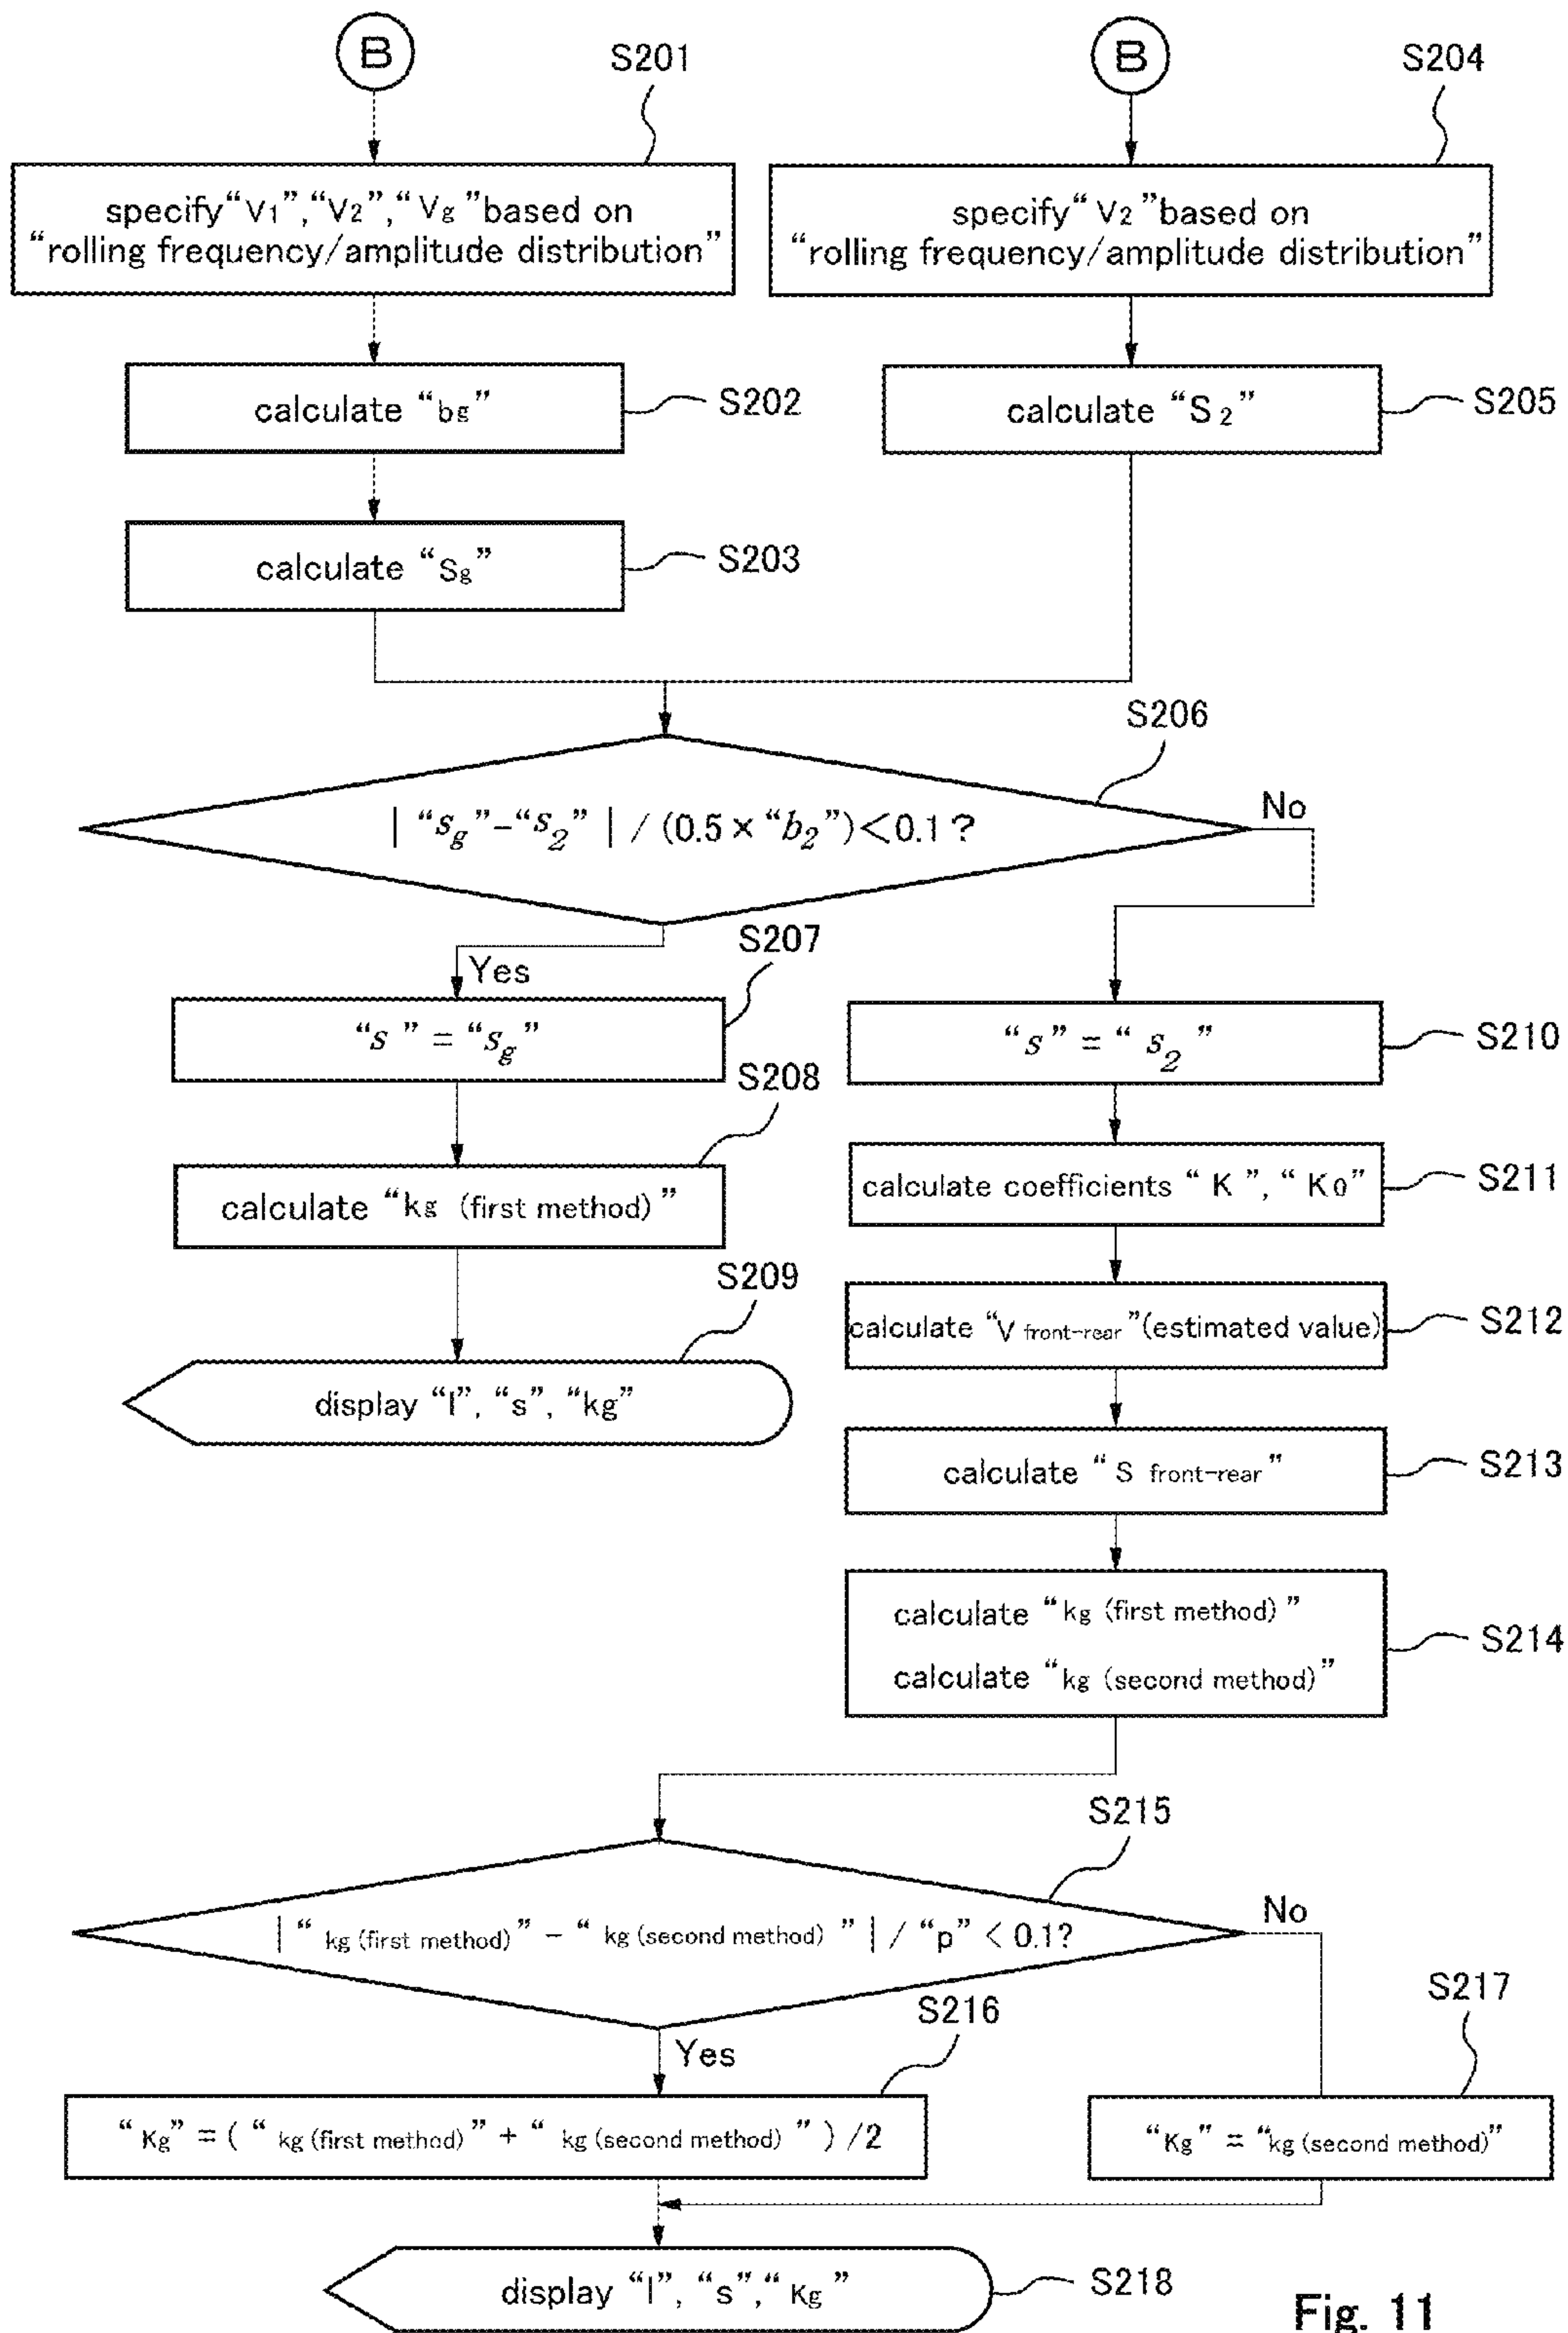 B
S201
specify“V1”,“V2”,“Vg”based on
“rolling frequency/amplitude distribution”
calculate “bg”
S202
calculate “Sg”
S203
B
S204
specify“V2”based on
“rolling frequency/amplitude distribution”
calculate “S2”
S205
S206
|“sg”-“s2”| / (0.5 × “b2”)<0.1?
No
Yes
S207
“s” = “sg”
S208
calculate “kg (first method)”
S209
display “l”, “s”, “kg”
“s” = “s2”
S210
calculate coefficients “K”, “K0”
S211
calculate “V front-rear”(estimated value)
S212
calculate “S front-rear”
S213
calculate “kg (first method)”
calculate “kg (second method)”
S214
S215
|“kg (first method)” - “kg (second method)”| / “p” < 0.1?
No
Yes
S216
“Kg” = (“kg (first method)” + “kg (second method)”) /2
S217
“Kg” = “kg (second method)”
display “l”, “s”,“Kg”
S218
Fig. 11